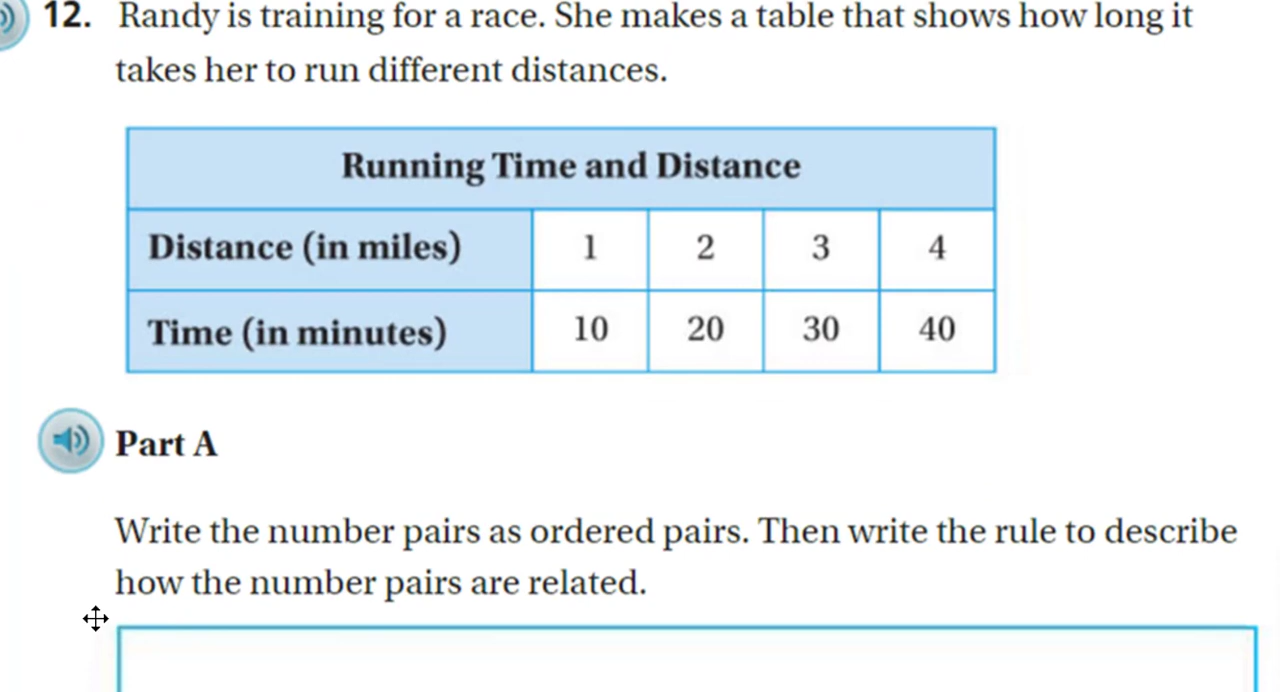 12. Randy is training for a race. She makes a table that shows how long it
takes her to run different distances.
Running Time and Distance
Distance (in miles) 1 2 3 4
Time (in minutes) 10 20 30 40
Part A
Write the number pairs as ordered pairs. Then write the rule to describe
how the number pairs are related.